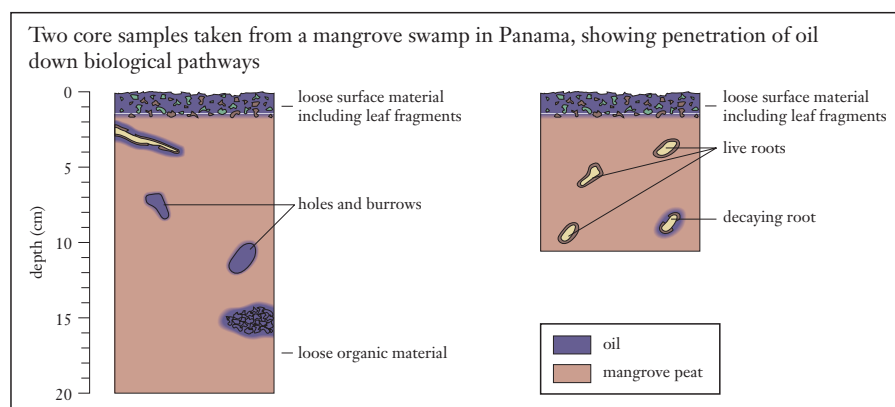 Two core samples taken from a mangrove swamp in Panama, showing penetration of oil
down biological pathways
depth (cm)
0
5
10
15
20
loose surface material
including leaf fragments
holes and burrows
loose organic material
loose surface material
including leaf fragments
live roots
decaying root
oil
mangrove peat